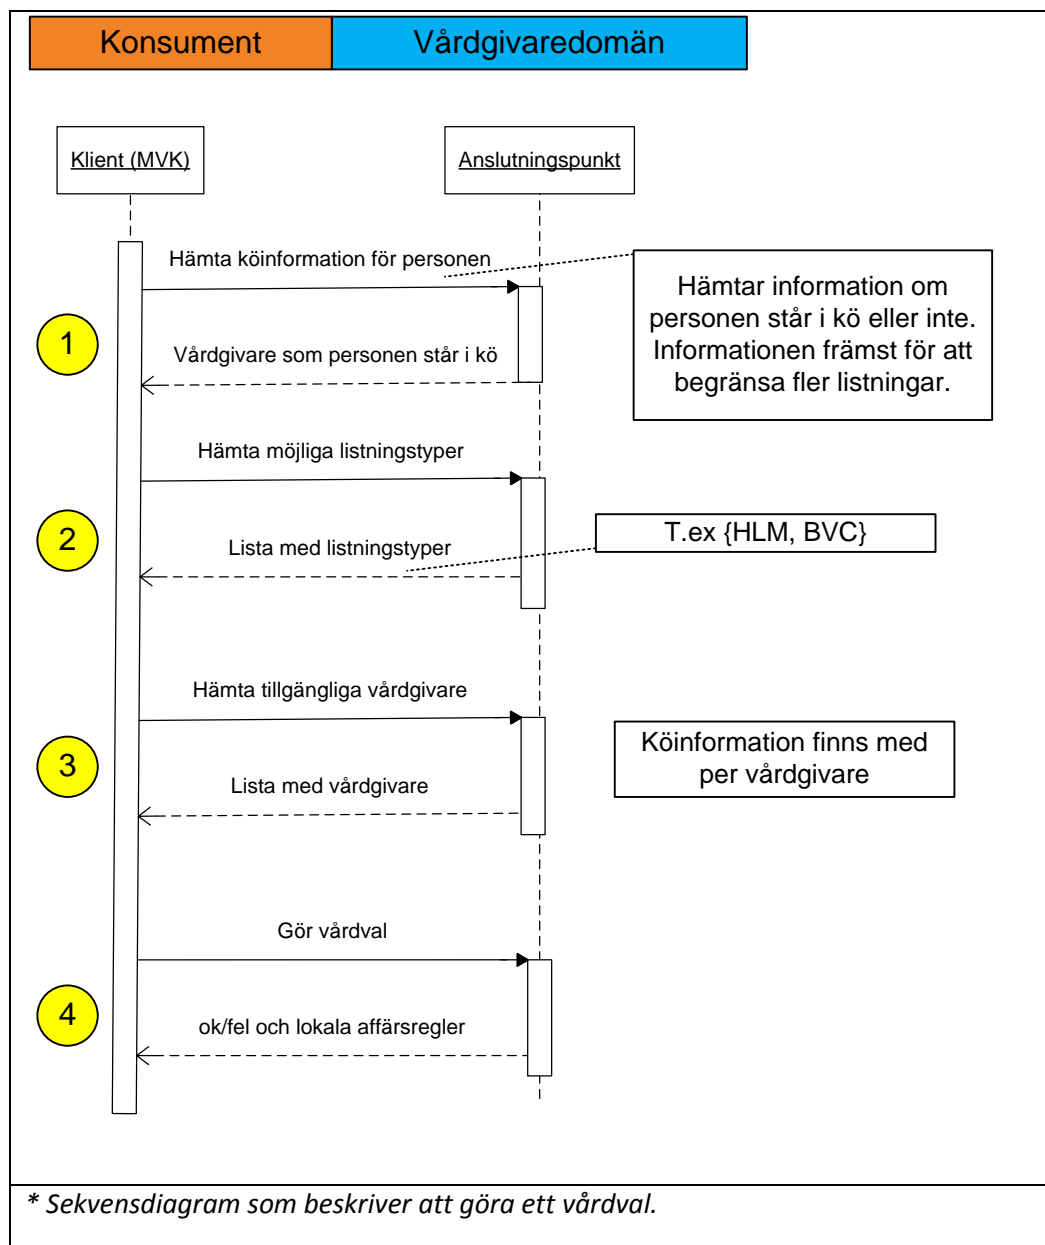 Konsument
Vårdgivaredomän
Klient (MVK)
Anslutningspunkt
Hämta köinformation för personen
Hämtar information om
personen står i kö eller inte.
Informationen främst för att
begränsa fler listningar.
1
Vårdgivare som personen står i kö
Hämta möjliga listningstyper
2
Lista med listningstyper
T.ex {HLM, BVC}
Hämta tillgängliga vårdgivare
3
Lista med vårdgivare
Köinformation finns med
per vårdgivare
Gör vårdval
4
ok/fel och lokala affärsregler
* Sekvensdiagram som beskriver att göra ett vårdval.